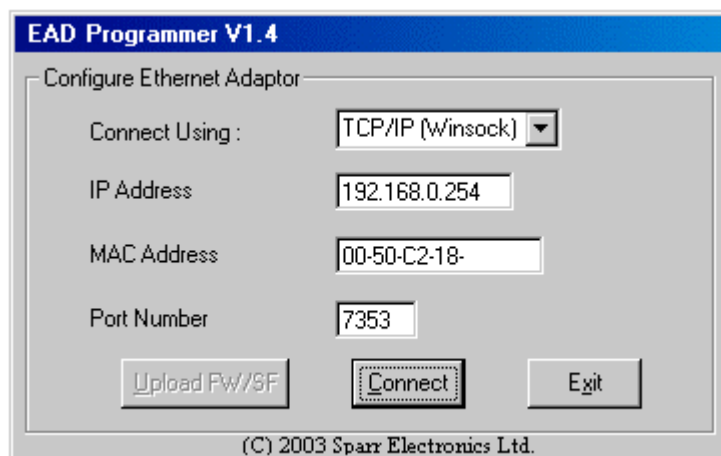 EAD Programmer V1.4
Configure Ethernet Adaptor
Connect Using : TCP/IP (Winsock)
IP Address 192.168.0.254
MAC Address 00-50-C2-18-
Port Number 7353
Upload FW/SF Connect Exit
(C) 2003 Sparr Electronics Ltd.